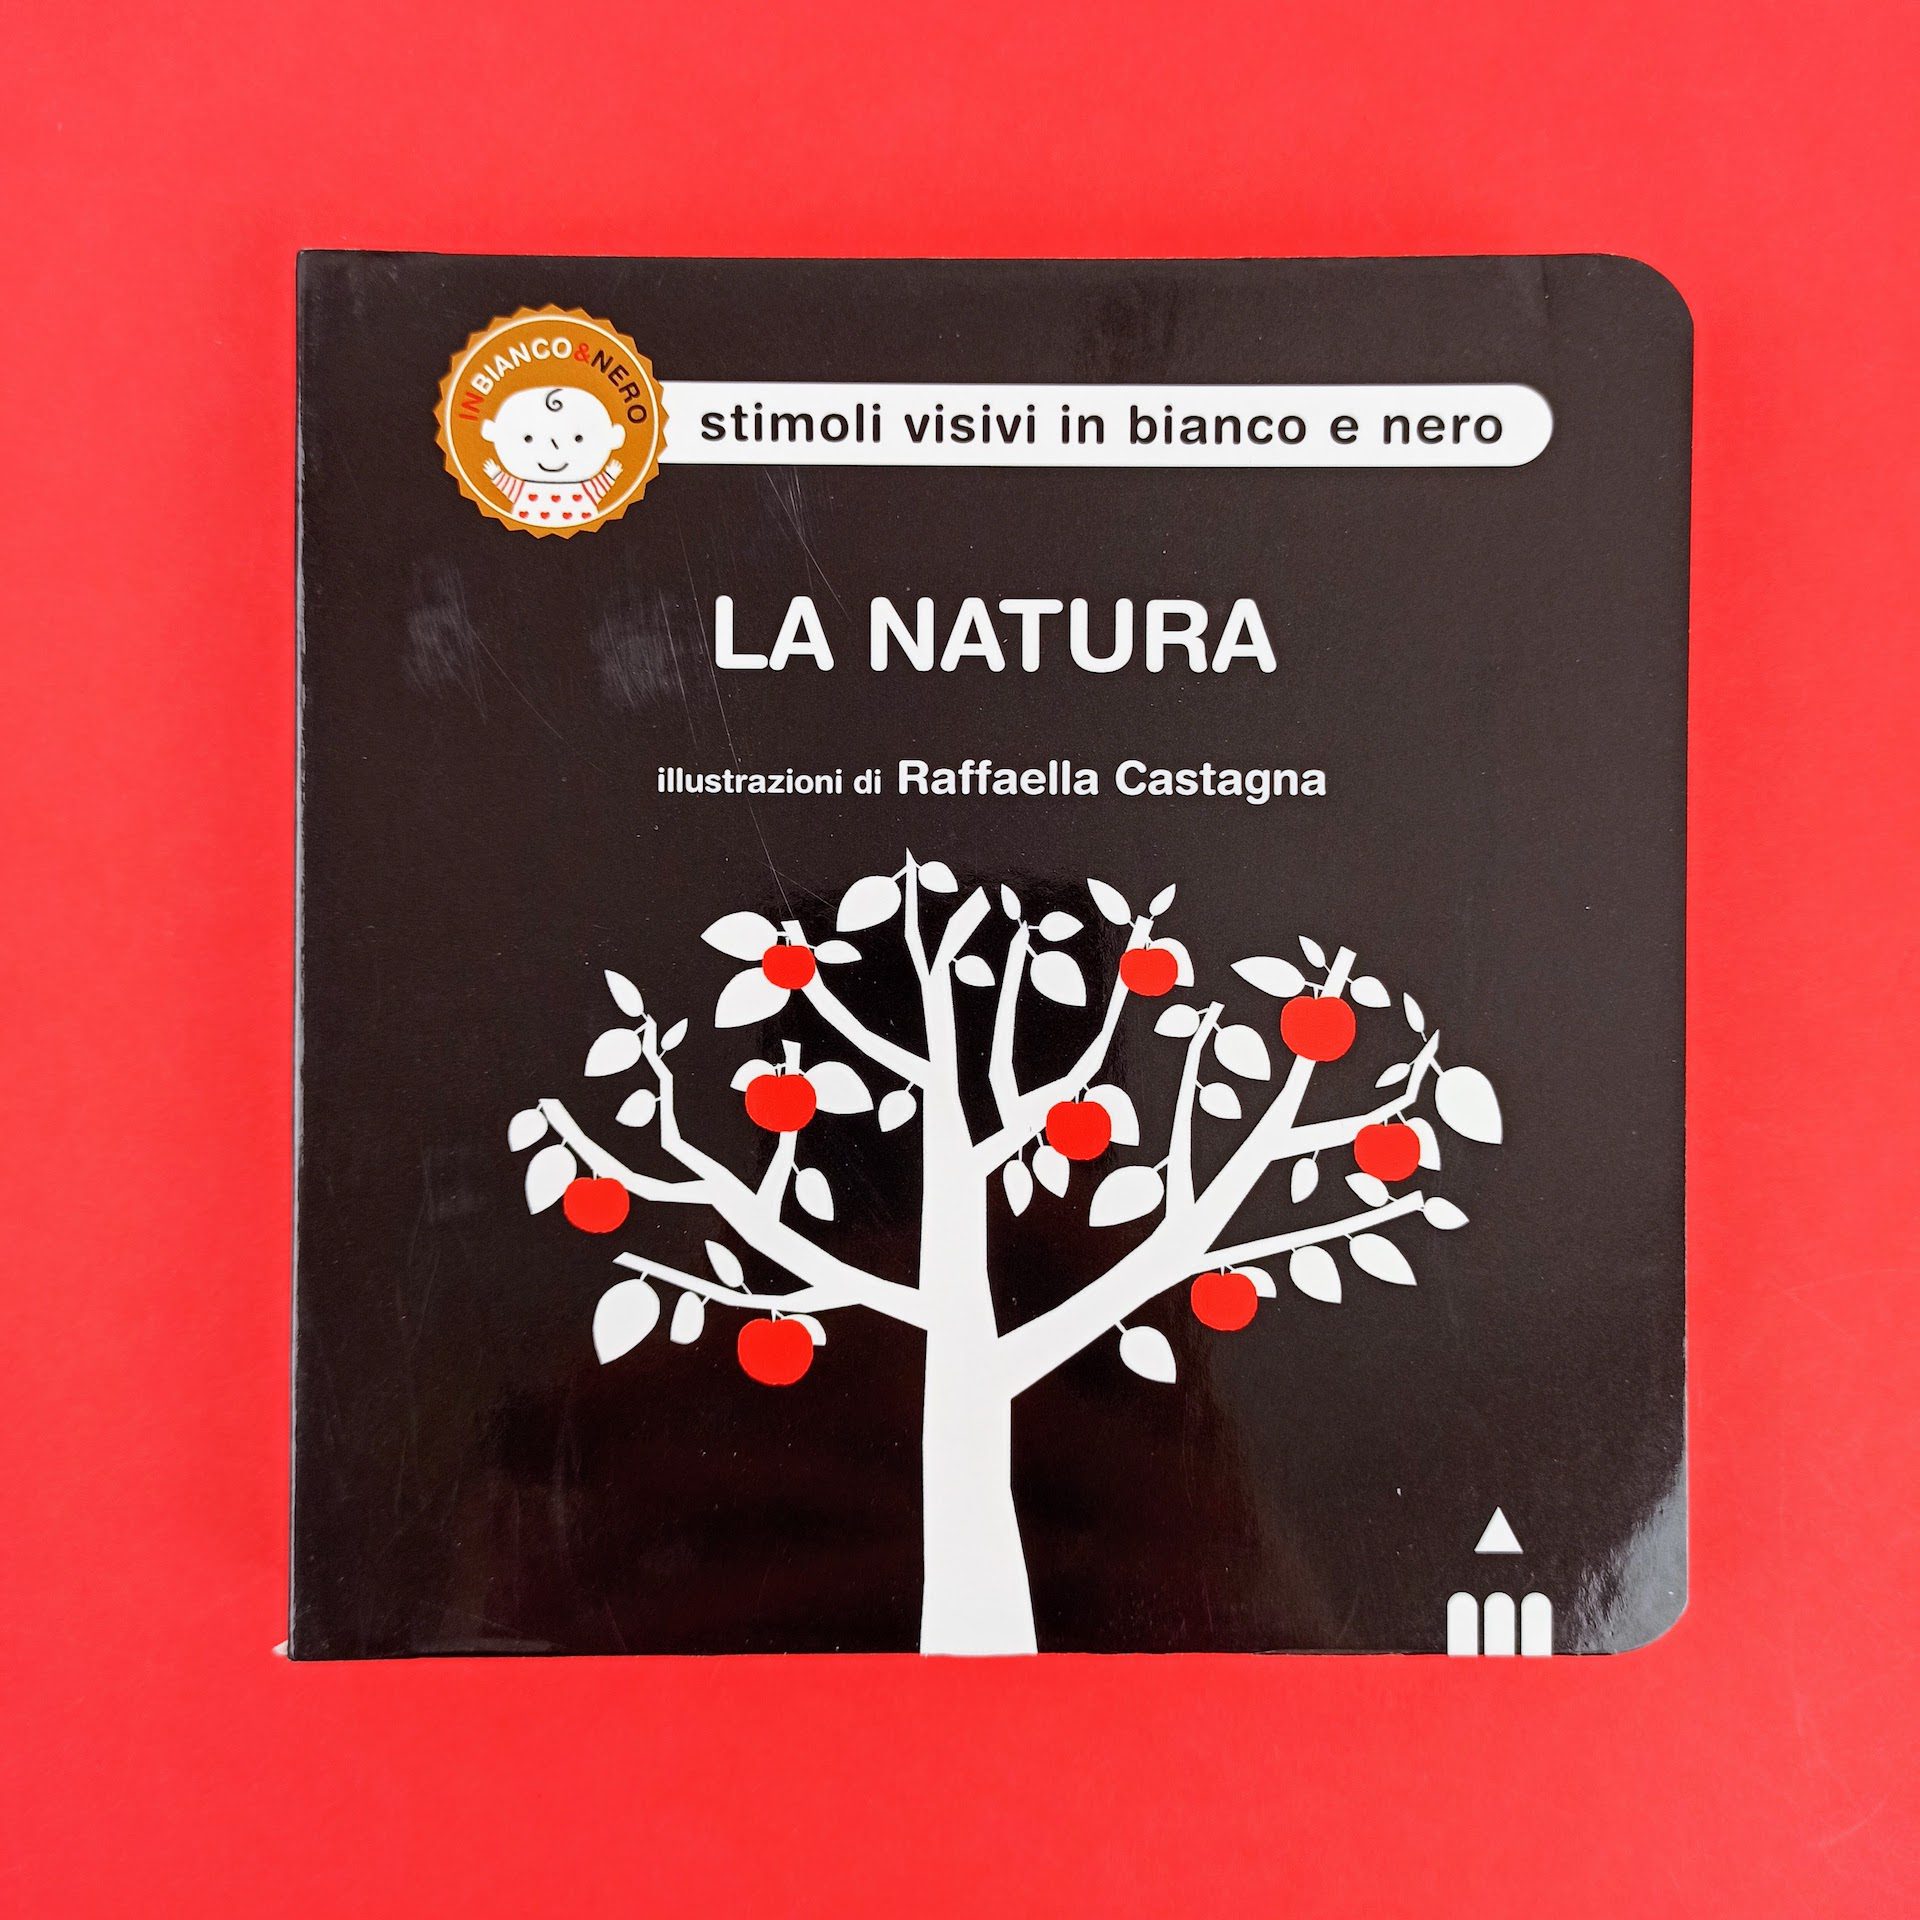 INBIANCO&NERO
stimoli visivi in bianco e nero
LA NATURA
illustrazioni di Raffaella Castagna